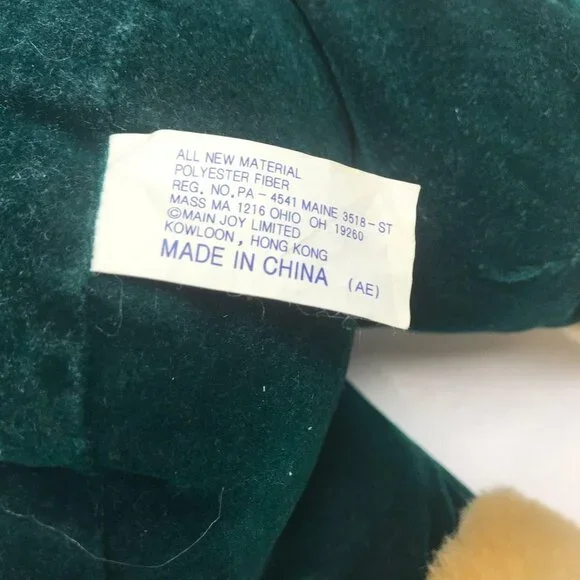 ALL NEW MATERIAL
POLYESTER FIBER
REG. NO. PA - 4541 MAINE 3518 - ST
MASS MA 1216 OHIO OH 19260
©MAIN JOY LIMITED
KOWLOON, HONG KONG
MADE IN CHINA (AE)